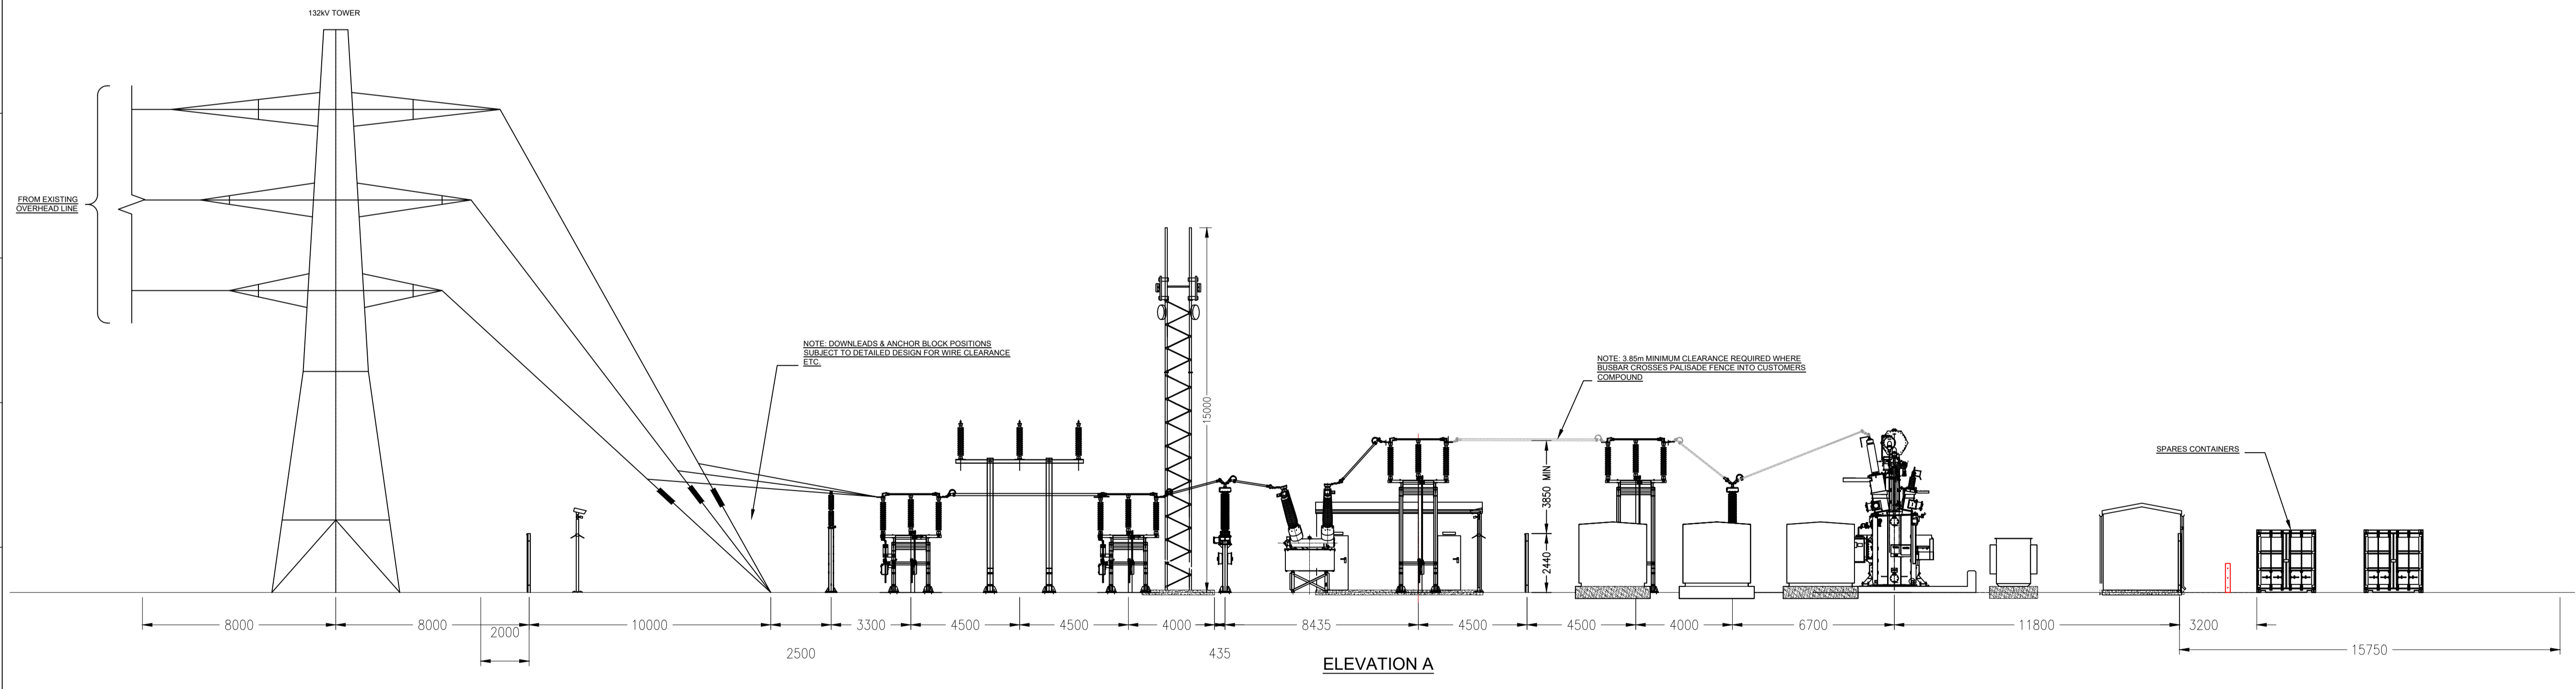 132kV TOWER
FROM EXISTING
OVERHEAD LINE
NOTE: DOWNLEADS & ANCHOR BLOCK POSITIONS
SUBJECT TO DETAILED DESIGN FOR WIRE CLEARANCE
ETC.
15000
NOTE: 3.85m MINIMUM CLEARANCE REQUIRED WHERE
BUSBAR CROSSES PALISADE FENCE INTO CUSTOMERS
COMPOUND
3850 MIN
2440
SPARES CONTAINERS
8000
8000
2000
10000
2500
3300
4500
4500
4000
435
8435
4500
4500
4000
6700
11800
3200
15750
ELEVATION A